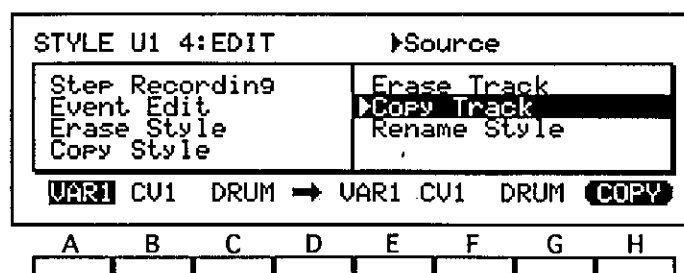 STYLE U1 4:EDIT ▶Source
Step Recording
Event Edit
Erase Style
Copy Style
Erase Track
▶Copy Track
Rename Style
VAR1 CV1 DRUM ➡ VAR1 CV1 DRUM COPY
A B C D E F G H